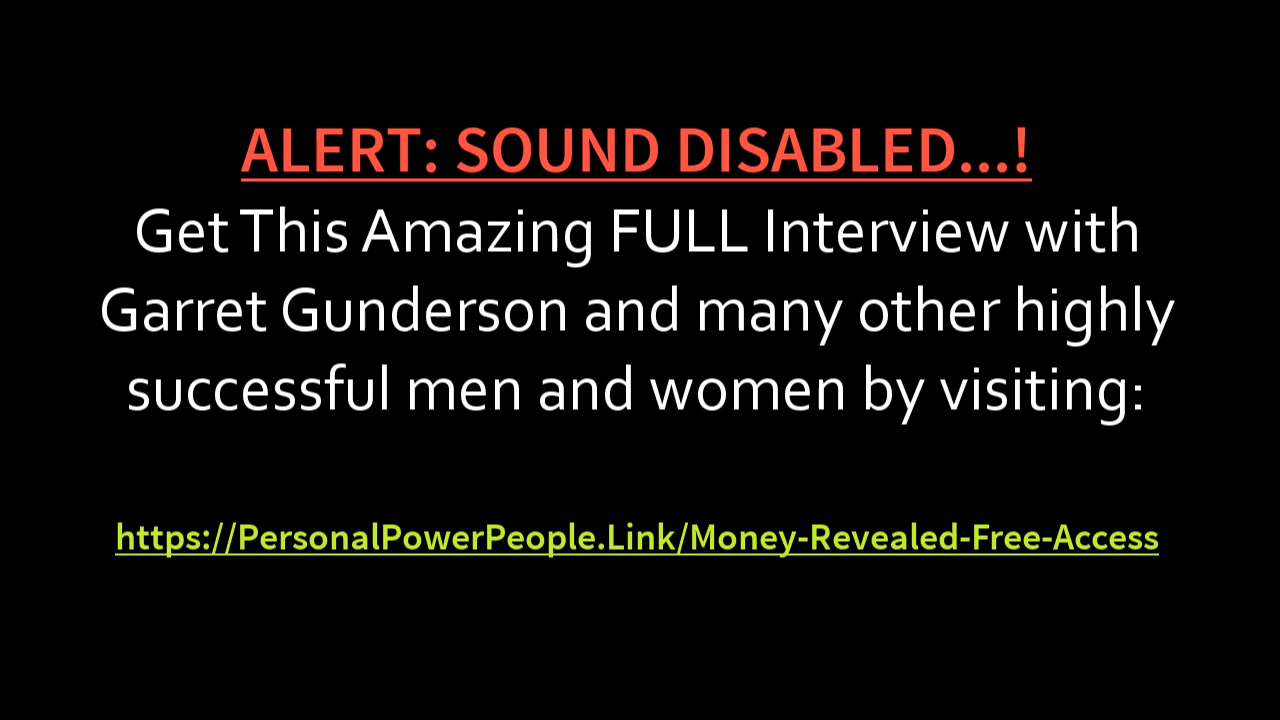 ALERT: SOUND DISABLED...!
Get This Amazing FULL Interview with
Garret Gunderson and many other highly
successful men and women by visiting:
https://PersonalPowerPeople.Link/Money-Revealed-Free-Access